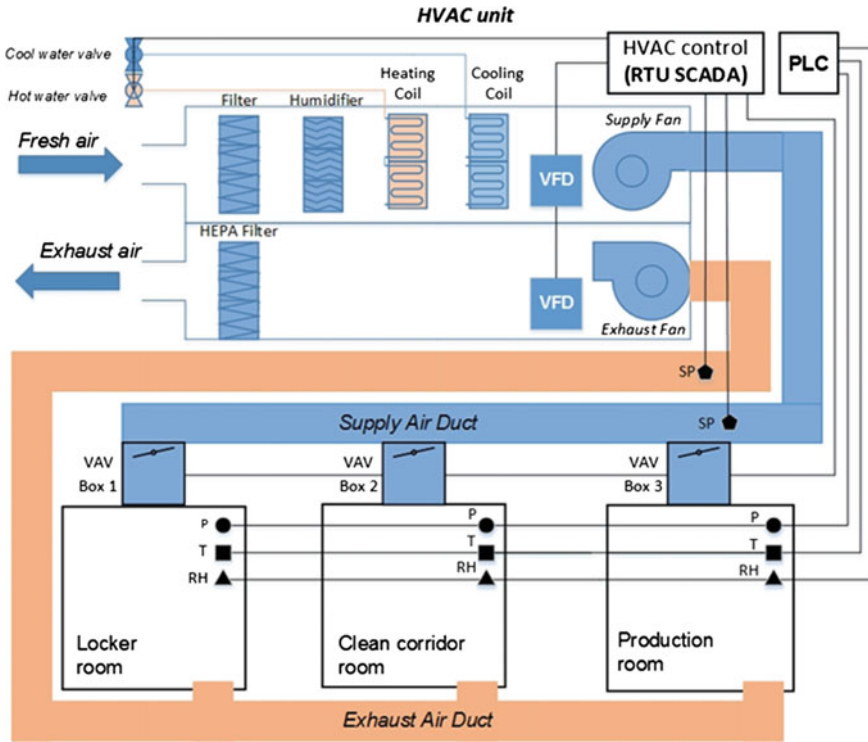 HVAC unit
Cool water valve
Hot water valve
Filter
Humidifier
Heating
Coil
Cooling
Coil
HVAC control
(RTU SCADA)
PLC
Fresh air
Supply Fan
VFD
Exhaust air
HEPA Filter
VFD
Exhaust Fan
SP
Supply Air Duct
SP
VAV
Box 1
VAV
Box 2
VAV
Box 3
P
T
RH
Locker
room
P
T
RH
Clean corridor
room
P
T
RH
Production
room
Exhaust Air Duct